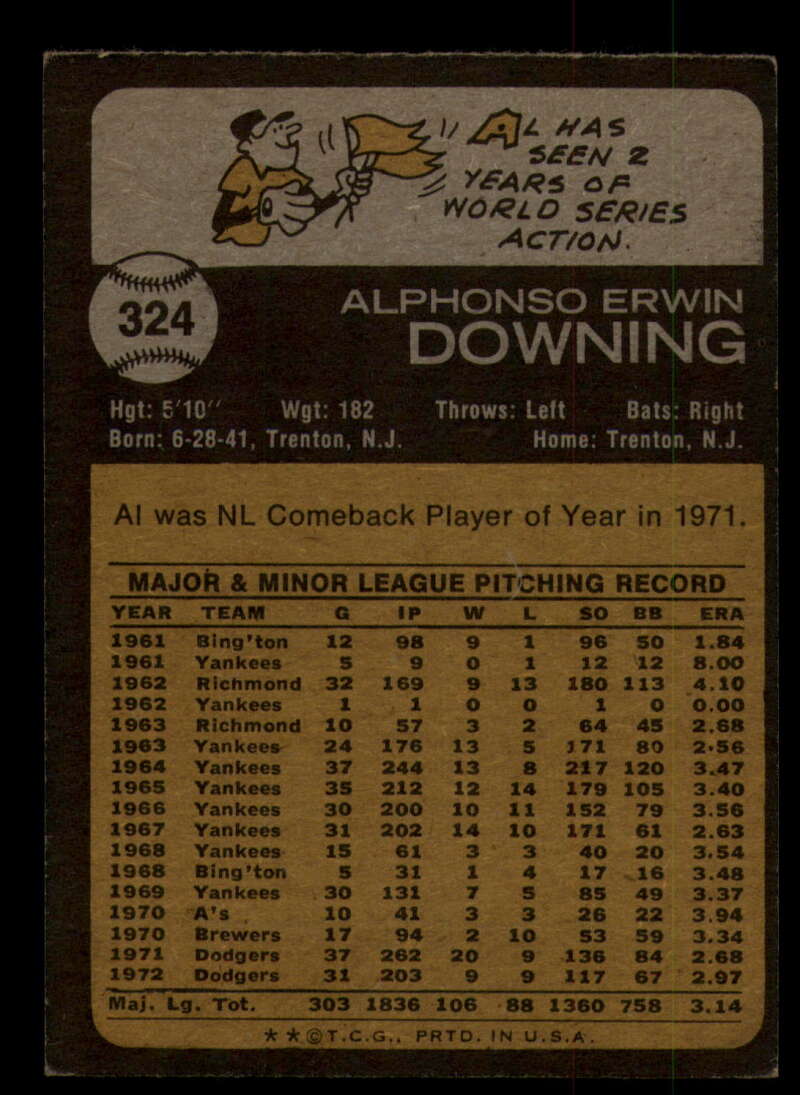 AL HAS
SEEN 2
YEARS OF
WORLD SERIES
ACTION.
324
ALPHONSO ERWIN
DOWNING
Hgt: 5'10" Wgt: 182 Throws: Left Bats: Right
Born: 6-28-41, Trenton, N.J. Home: Trenton, N.J.
Al was NL Comeback Player of Year in 1971.
MAJOR & MINOR LEAGUE PITCHING RECORD
YEAR TEAM G IP W L SO BB ERA
1961 Bing'ton 12 98 9 1 96 50 1.84
1961 Yankees 5 9 0 1 12 12 8.00
1962 Richmond 32 169 9 13 180 113 4.10
1962 Yankees 1 1 0 0 1 0 0.00
1963 Richmond 10 57 3 2 64 45 2.68
1963 Yankees 24 176 13 5 171 80 2.56
1964 Yankees 37 244 13 8 217 120 3.47
1965 Yankees 35 212 12 14 179 105 3.40
1966 Yankees 30 200 10 11 152 79 3.56
1967 Yankees 31 202 14 10 171 61 2.63
1968 Yankees 15 61 3 3 40 20 3.54
1968 Bing'ton 5 31 1 4 17 16 3.48
1969 Yankees 30 131 7 5 85 49 3.37
1970 A's 10 41 3 3 26 22 3.94
1970 Brewers 17 94 2 10 53 59 3.34
1971 Dodgers 37 262 20 9 136 84 2.68
1972 Dodgers 31 203 9 9 117 67 2.97
Maj. Lg. Tot. 303 1836 106 88 1360 758 3.14
* * © T.C.G., PRTD. IN U.S.A.